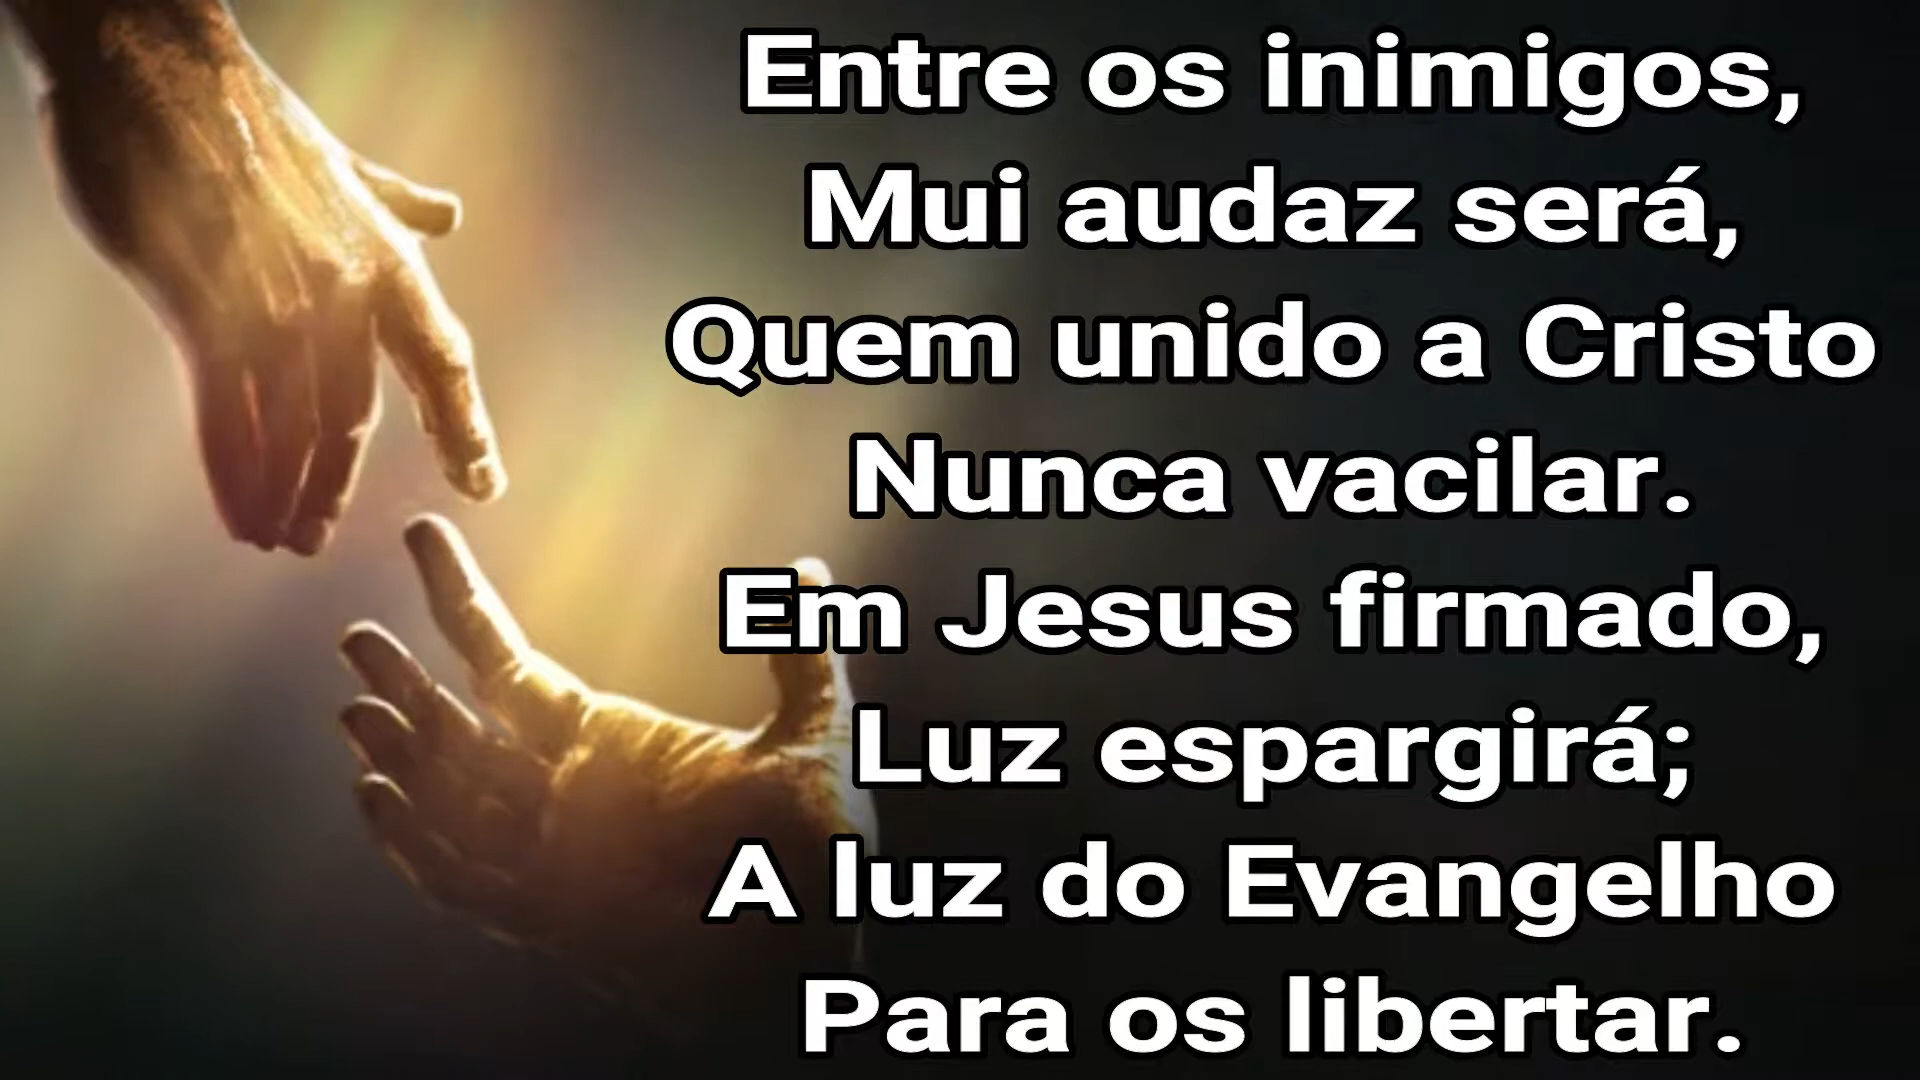 Entre os inimigos,
Mui audaz será,
Quem unido a Cristo
Nunca vacilar.
Em Jesus firmado,
Luz espargirá;
A luz do Evangelho
Para os libertar.